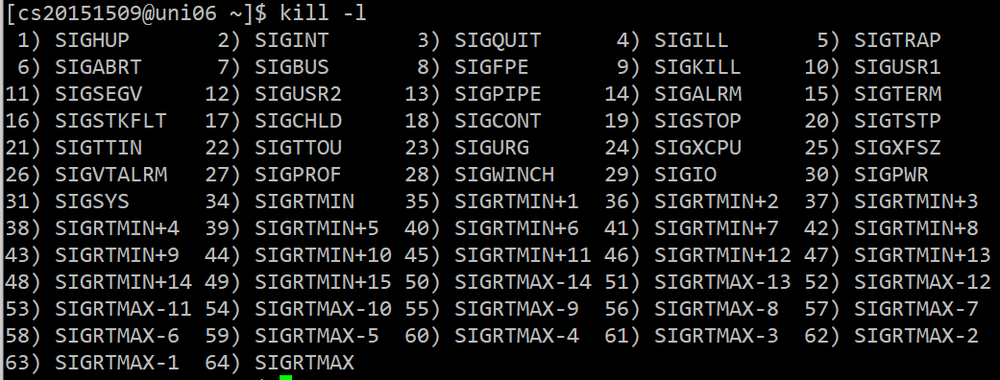 [cs20151509@uni06 ~]$ kill -l
 1) SIGHUP       2) SIGINT       3) SIGQUIT      4) SIGILL       5) SIGTRAP
 6) SIGABRT      7) SIGBUS       8) SIGFPE       9) SIGKILL     10) SIGUSR1
11) SIGSEGV     12) SIGUSR2     13) SIGPIPE     14) SIGALRM     15) SIGTERM
16) SIGSTKFLT   17) SIGCHLD     18) SIGCONT     19) SIGSTOP     20) SIGTSTP
21) SIGTTIN     22) SIGTTOU     23) SIGURG      24) SIGXCPU     25) SIGXFSZ
26) SIGVTALRM   27) SIGPROF     28) SIGWINCH    29) SIGIO       30) SIGPWR
31) SIGSYS      34) SIGRTMIN    35) SIGRTMIN+1  36) SIGRTMIN+2  37) SIGRTMIN+3
38) SIGRTMIN+4  39) SIGRTMIN+5  40) SIGRTMIN+6  41) SIGRTMIN+7  42) SIGRTMIN+8
43) SIGRTMIN+9  44) SIGRTMIN+10 45) SIGRTMIN+11 46) SIGRTMIN+12 47) SIGRTMIN+13
48) SIGRTMIN+14 49) SIGRTMIN+15 50) SIGRTMAX-14 51) SIGRTMAX-13 52) SIGRTMAX-12
53) SIGRTMAX-11 54) SIGRTMAX-10 55) SIGRTMAX-9  56) SIGRTMAX-8  57) SIGRTMAX-7
58) SIGRTMAX-6  59) SIGRTMAX-5  60) SIGRTMAX-4  61) SIGRTMAX-3  62) SIGRTMAX-2
63) SIGRTMAX-1  64) SIGRTMAX